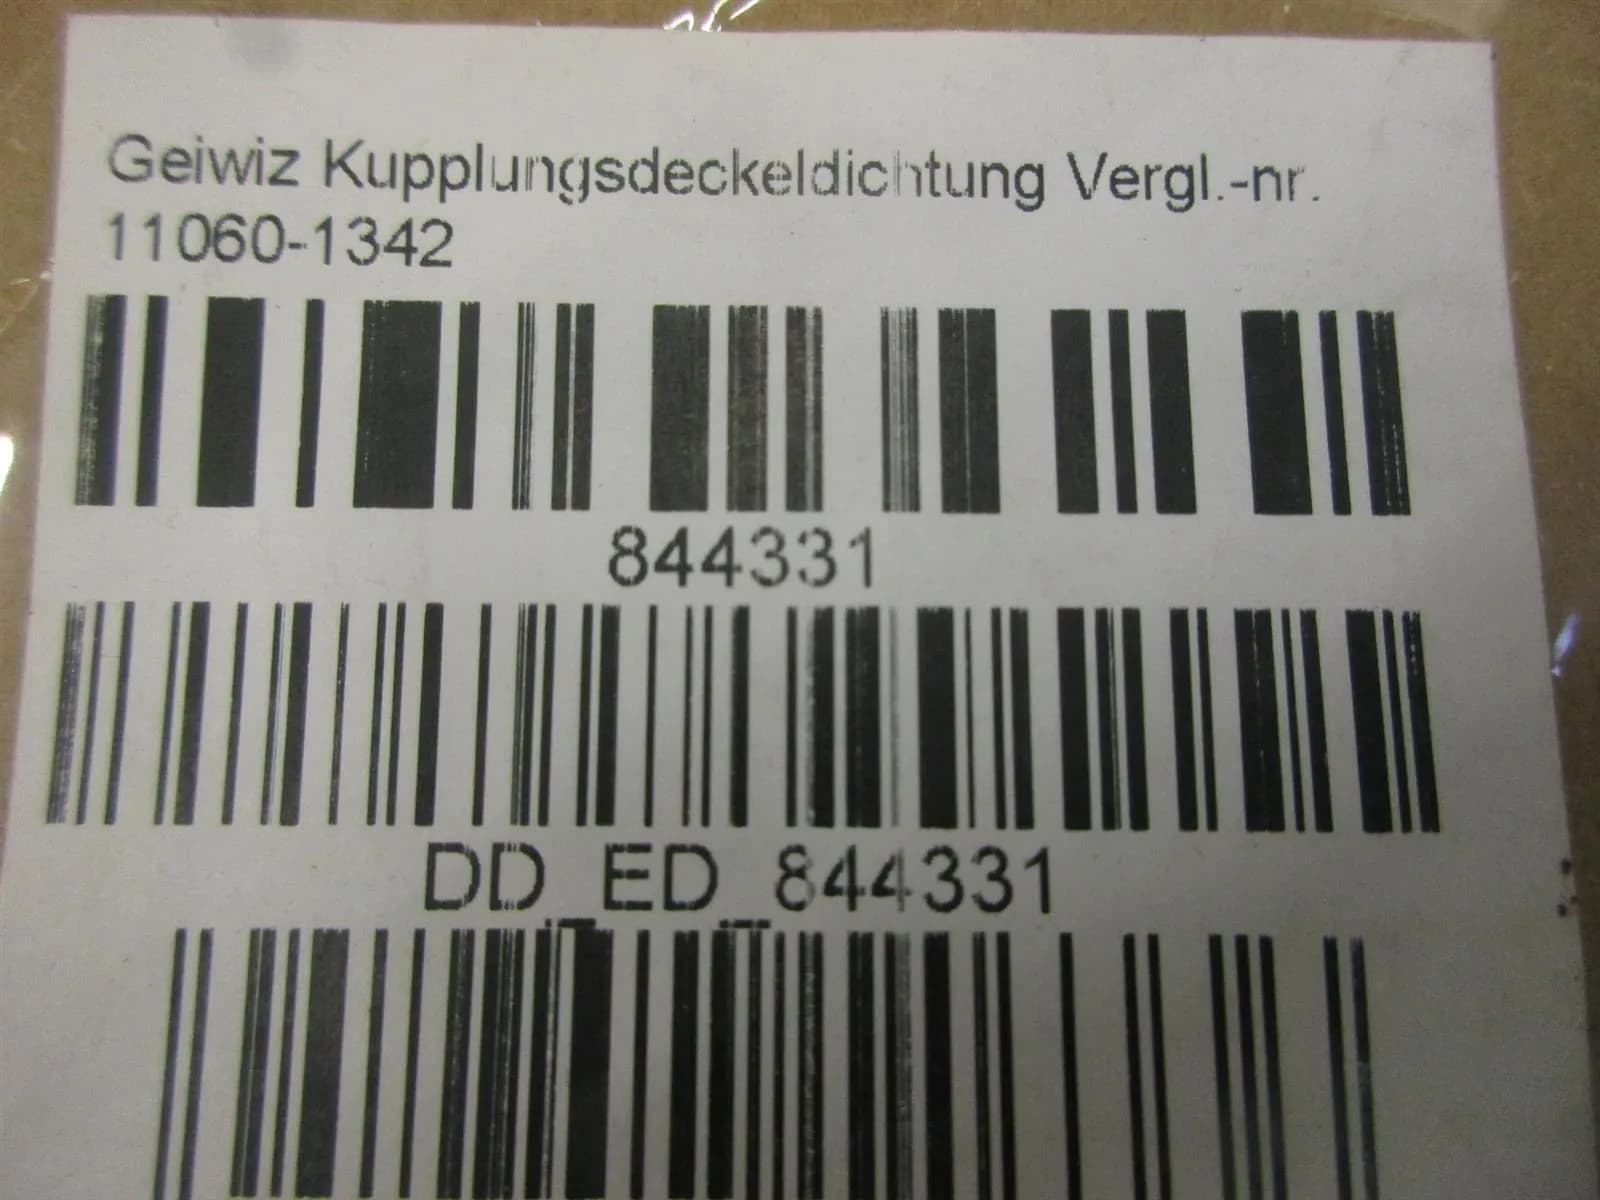 Geiwiz Kupplungsdeckeldichtung Vergl.-nr.
11060-1342
844331
DD_ED_844331